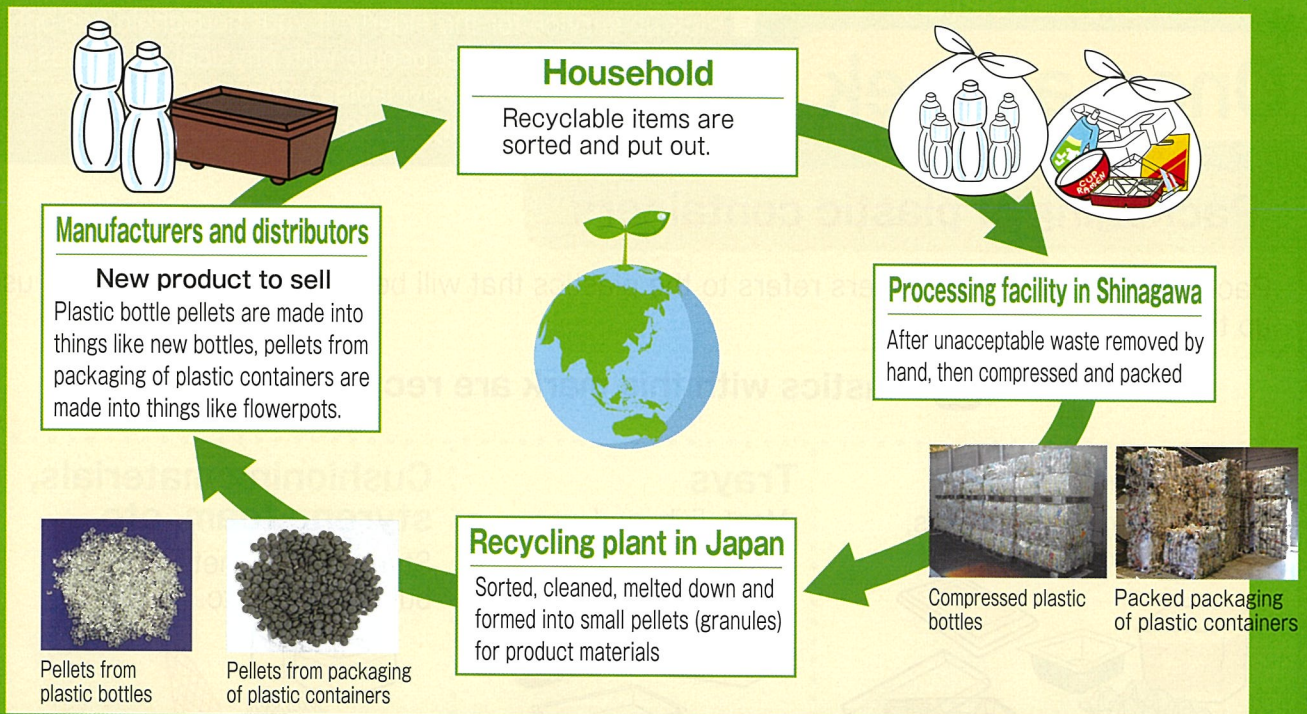 Household
Recyclable items are
sorted and put out.
CUP
RAMEN
Manufacturers and distributors
New product to sell
Plastic bottle pellets are made into
things like new bottles, pellets from
packaging of plastic containers are
made into things like flowerpots.
Processing facility in Shinagawa
After unacceptable waste removed by
hand, then compressed and packed
Compressed plastic
bottles
Packed packaging
of plastic containers
Recycling plant in Japan
Sorted, cleaned, melted down and
formed into small pellets (granules)
for product materials
Pellets from
plastic bottles
Pellets from packaging
of plastic containers